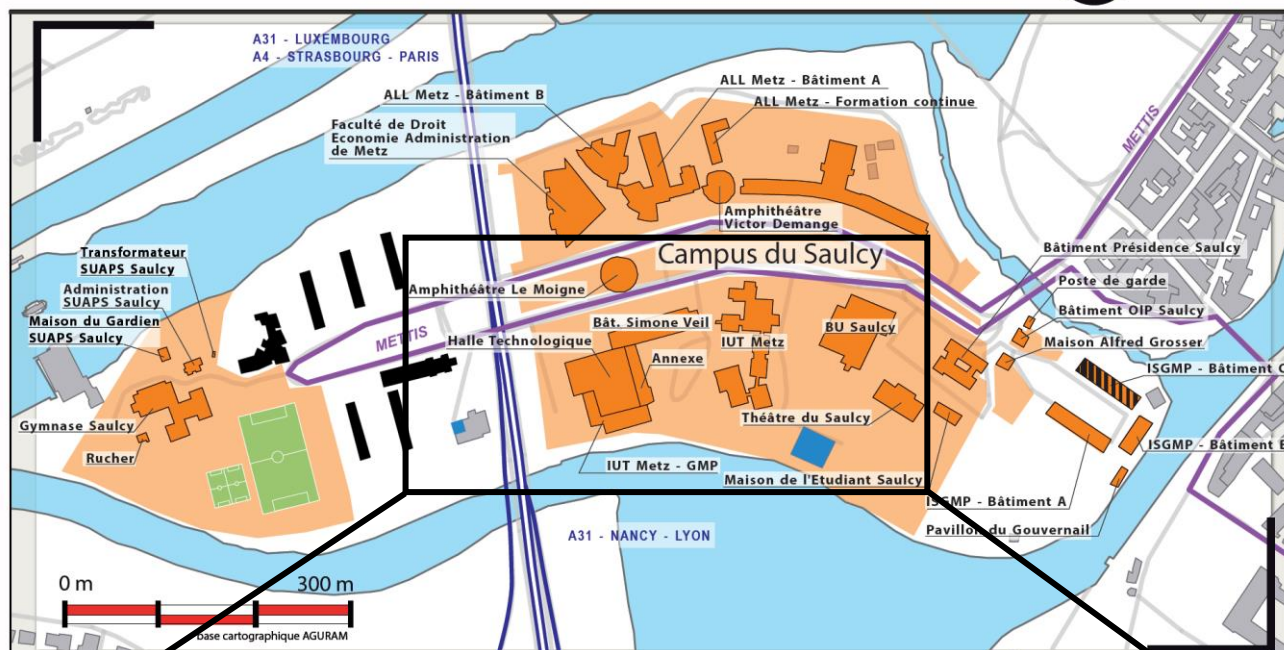 A31 - LUXEMBOURG
A4 - STRASBOURG - PARIS
ALL Metz - Bâtiment A
ALL Metz - Bâtiment B
ALL Metz - Formation continue
Faculté de Droit
Economie Administration
de Metz
METTIS
Amphithéâtre
Victor Demange
Campus du Saulcy
Bâtiment Présidence Saulcy
Transformateur
SUAPS Saulcy
Poste de garde
Administration
SUAPS Saulcy
Amphithéâtre Le Moigne
Bâtiment OIP Saulcy
Maison du Gardien
SUAPS Saulcy
Bât. Simone Veil
BU Saulcy
METTIS
Halle Technologique
IUT Metz
Maison Alfred Grosser
Annexe
ISGMP - Bâtiment C
Théâtre du Saulcy
Gymnase Saulcy
Rucher
IUT Metz - GMP
ISGMP - Bâtiment B
Maison de l'Etudiant Saulcy
ISGMP - Bâtiment A
Pavillon du Gouvernail
A31 - NANCY - LYON
0 m
300 m
base cartographique AGURAM